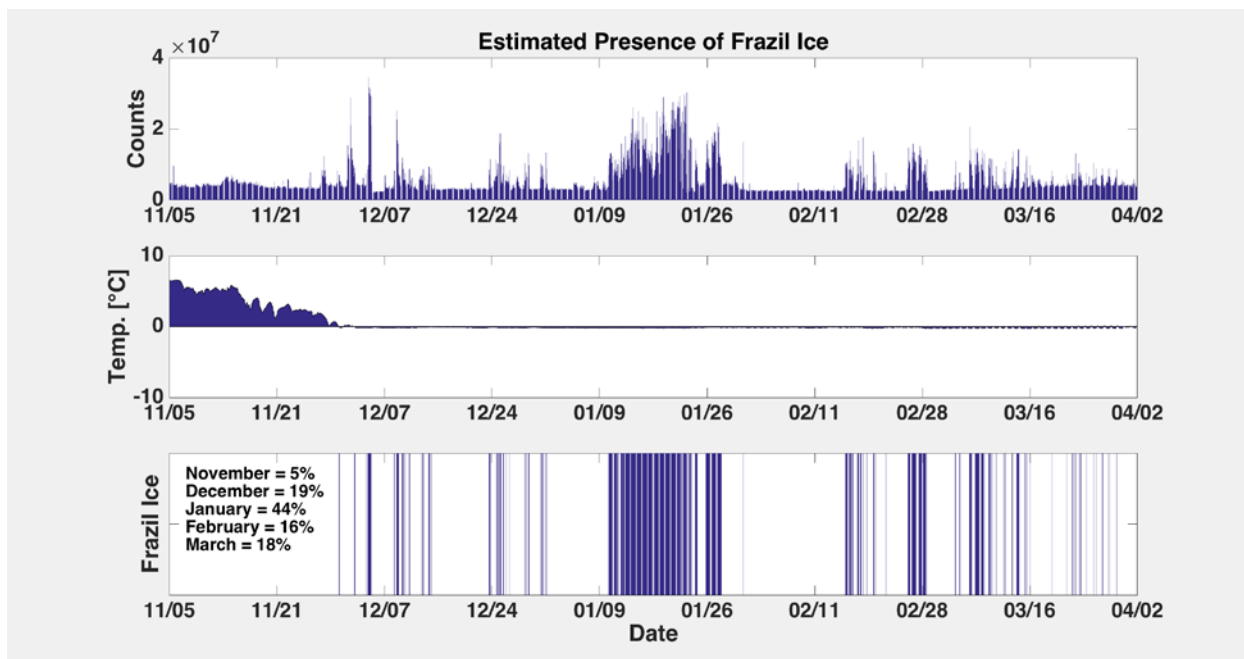 Estimated Presence of Frazil Ice
×10⁷
4
2
0
Counts
11/05 11/21 12/07 12/24 01/09 01/26 02/11 02/28 03/16 04/02
10
0
-10
Temp. [°C]
11/05 11/21 12/07 12/24 01/09 01/26 02/11 02/28 03/16 04/02
Frazil Ice
November = 5%
December = 19%
January = 44%
February = 16%
March = 18%
11/05 11/21 12/07 12/24 01/09 01/26 02/11 02/28 03/16 04/02
Date